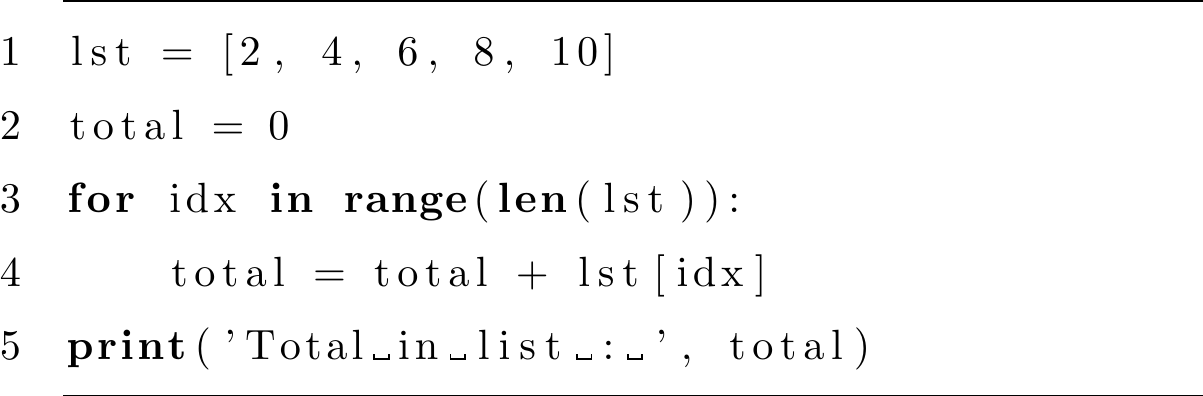 1 lst = [2, 4, 6, 8, 10]
2 total = 0
3 for idx in range(len(lst)):
4     total = total + lst[idx]
5 print('Total␣in␣list␣:␣', total)